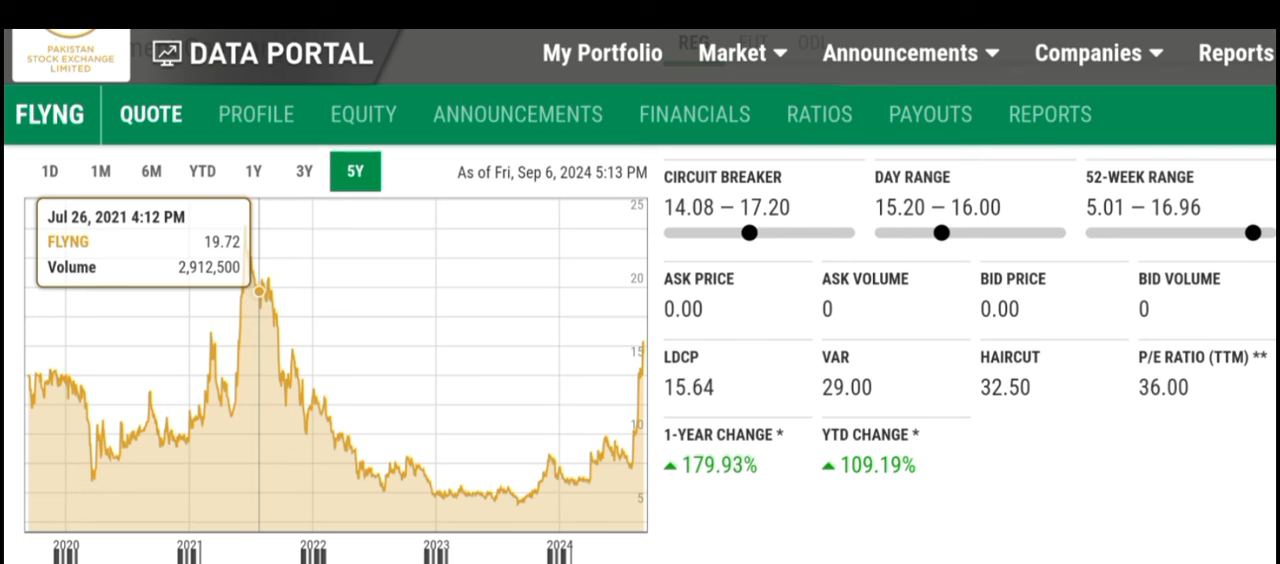 PAKISTAN
STOCK EXCHANGE
LIMITED
DATA PORTAL
My Portfolio Market Announcements Companies Reports
REG FUT ODL
FLYNG QUOTE PROFILE EQUITY ANNOUNCEMENTS FINANCIALS RATIOS PAYOUTS REPORTS
1D 1M 6M YTD 1Y 3Y 5Y As of Fri, Sep 6, 2024 5:13 PM
Jul 26, 2021 4:12 PM
FLYNG 19.72
Volume 2,912,500
25
20
15
10
5
2020 2021 2022 2023 2024
CIRCUIT BREAKER DAY RANGE 52-WEEK RANGE
14.08 — 17.20 15.20 — 16.00 5.01 — 16.96
ASK PRICE ASK VOLUME BID PRICE BID VOLUME
0.00 0 0.00 0
LDCP VAR HAIRCUT P/E RATIO (TTM) **
15.64 29.00 32.50 36.00
1-YEAR CHANGE * YTD CHANGE *
179.93% 109.19%